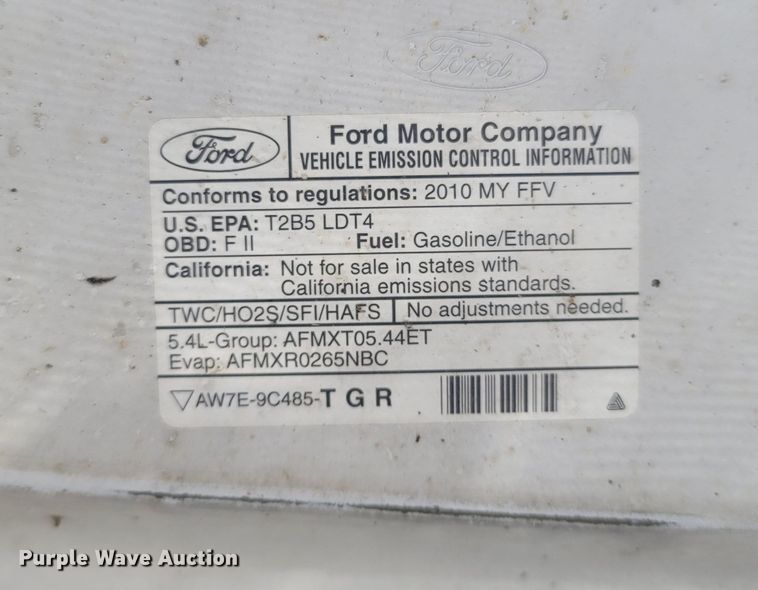 Ford
Ford
Ford Motor Company
VEHICLE EMISSION CONTROL INFORMATION
Conforms to regulations: 2010 MY FFV
U.S. EPA: T2B5 LDT4
OBD: F II Fuel: Gasoline/Ethanol
California: Not for sale in states with
California emissions standards.
TWC/HO2S/SFI/HAFS No adjustments needed.
5.4L-Group: AFMXT05.44ET
Evap: AFMXR0265NBC
AW7E-9C485-T G R
Purple Wave Auction